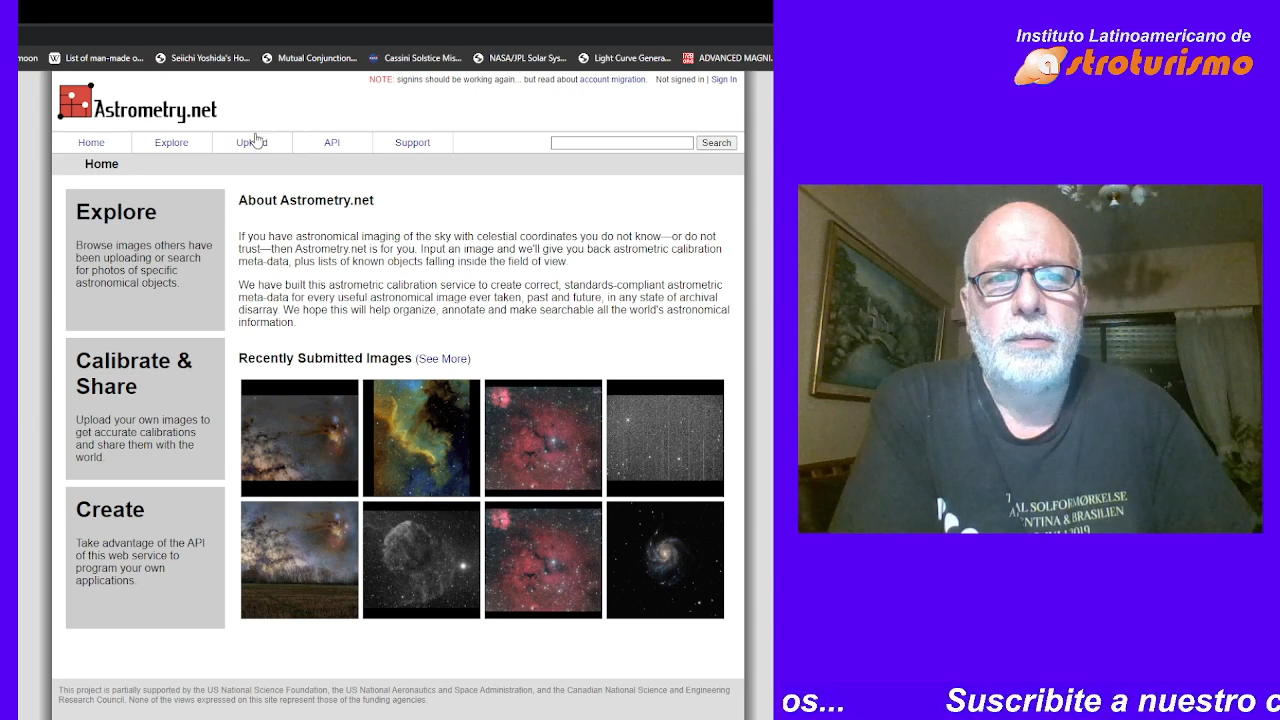 moon List of man-made o... Seiichi Yoshida's Ho... Mutual Conjunction... Cassini Solstice Mis... NASA/JPL Solar Sy... Light Curve Genera... ADVANCED MAGNI
NOTE: signins should be working again... but read about account migration. Not signed in | Sign In
Astrometry.net
Home Explore Upload API Support Search
Home
Explore
Browse images others have
been uploading or search
for photos of specific
astronomical objects.
Calibrate &
Share
Upload your own images to
get accurate calibrations
and share them with the
world.
Create
Take advantage of the API
of this web service to
program your own
applications.
About Astrometry.net
If you have astronomical imaging of the sky with celestial coordinates you do not know—or do not
trust—then Astrometry.net is for you. Input an image and we'll give you back astrometric calibration
meta-data, plus lists of known objects falling inside the field of view.
We have built this astrometric calibration service to create correct, standards-compliant astrometric
meta-data for every useful astronomical image ever taken, past and future, in any state of archival
disarray. We hope this will help organize, annotate and make searchable all the world's astronomical
information.
Recently Submitted Images (See More)
This project is partially supported by the US National Science Foundation, the US National Aeronautics and Space Administration, and the Canadian National Science and Engineering
Research Council. None of the views expressed on this site represent those of the funding agencies.
Instituto Latinoamericano de
astroturismo
AL SOLFORMØRKELSE
NTINA & BRASILIEN
2019
os... Suscribite a nuestro c